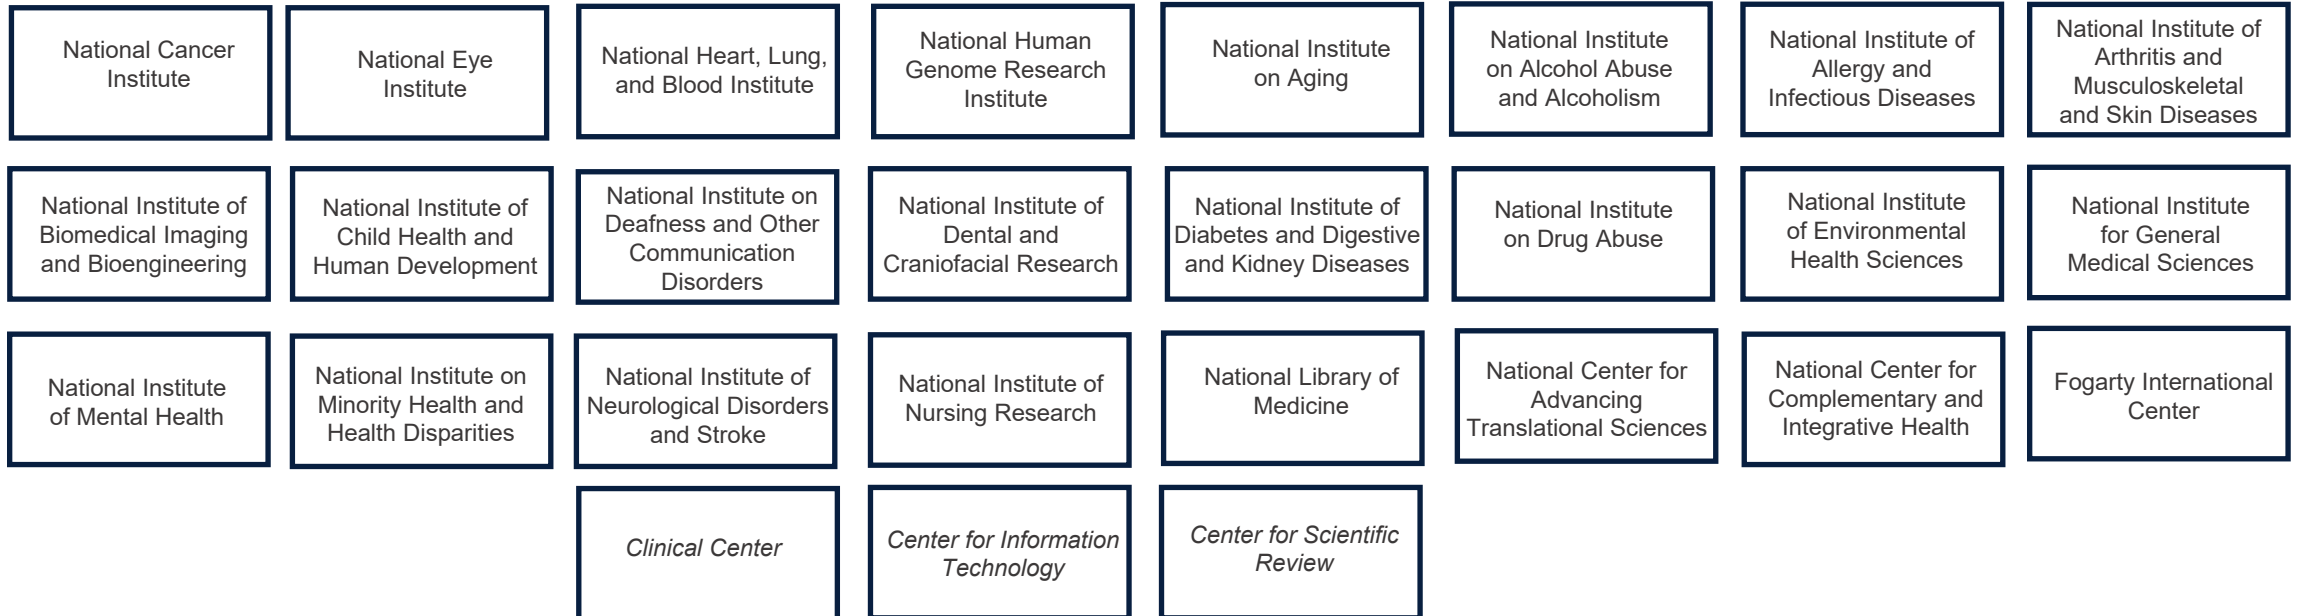 National Cancer
Institute
National Eye
Institute
National Heart, Lung,
and Blood Institute
National Human
Genome Research
Institute
National Institute
on Aging
National Institute
on Alcohol Abuse
and Alcoholism
National Institute of
Allergy and
Infectious Diseases
National Institute of
Arthritis and
Musculoskeletal
and Skin Diseases
National Institute of
Biomedical Imaging
and Bioengineering
National Institute of
Child Health and
Human Development
National Institute on
Deafness and Other
Communication
Disorders
National Institute of
Dental and
Craniofacial Research
National Institute of
Diabetes and Digestive
and Kidney Diseases
National Institute
on Drug Abuse
National Institute
of Environmental
Health Sciences
National Institute
for General
Medical Sciences
National Institute
of Mental Health
National Institute on
Minority Health and
Health Disparities
National Institute of
Neurological Disorders
and Stroke
National Institute of
Nursing Research
National Library of
Medicine
National Center for
Advancing
Translational Sciences
National Center for
Complementary and
Integrative Health
Fogarty International
Center
Clinical Center
Center for Information
Technology
Center for Scientific
Review